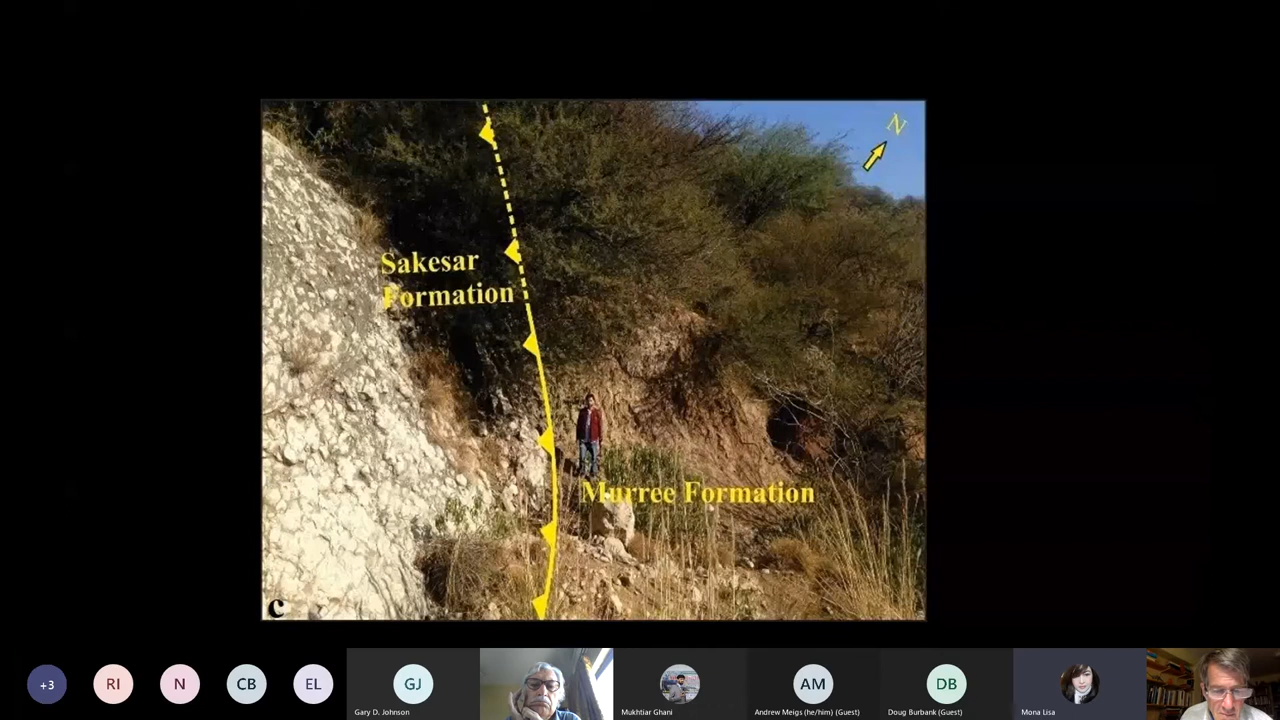 N
Sakesar
Formation
Murree Formation
c
+3
RI
N
CB
EL
GJ
Gary D. Johnson
Mukhtiar Ghani
AM
Andrew Meigs (he/him) (Guest)
DB
Doug Burbank (Guest)
Mona Lisa